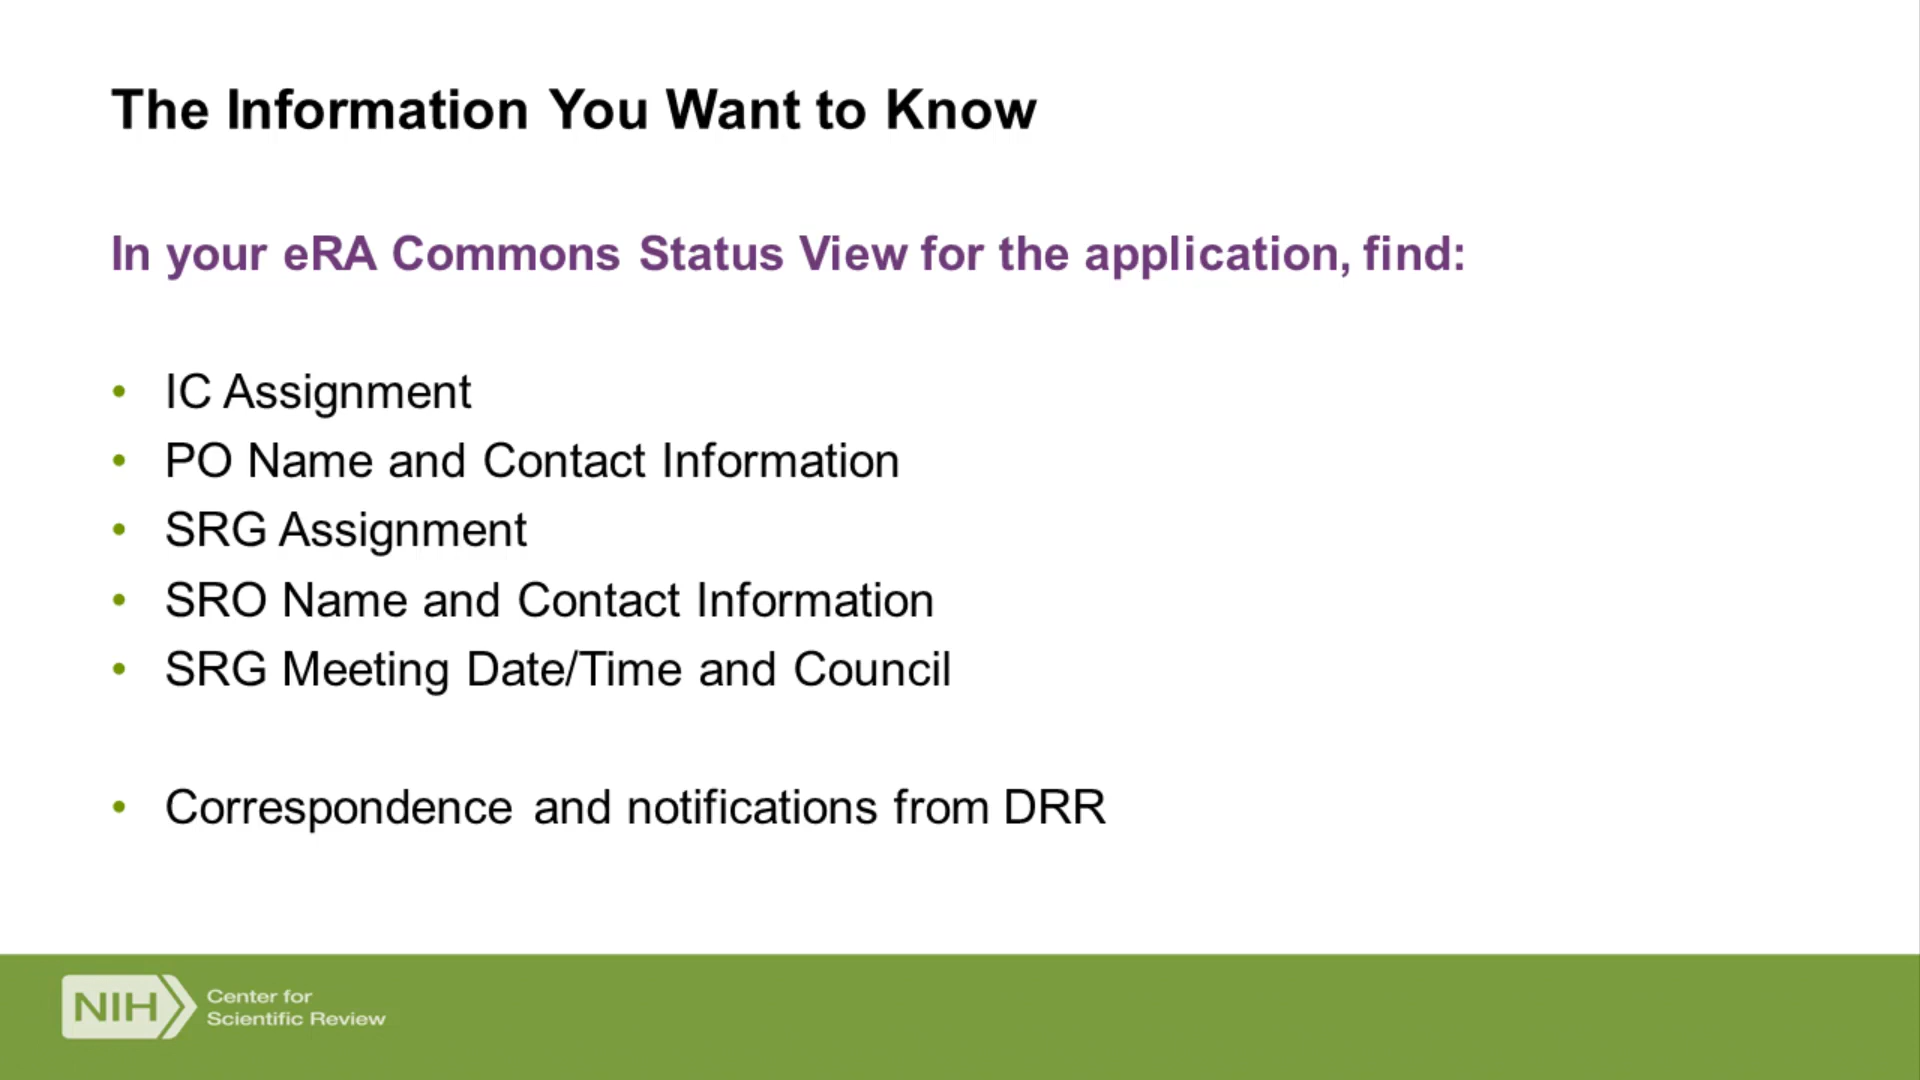 The Information You Want to Know
In your eRA Commons Status View for the application, find:
• IC Assignment
• PO Name and Contact Information
• SRG Assignment
• SRO Name and Contact Information
• SRG Meeting Date/Time and Council
• Correspondence and notifications from DRR
NIH
Center for
Scientific Review